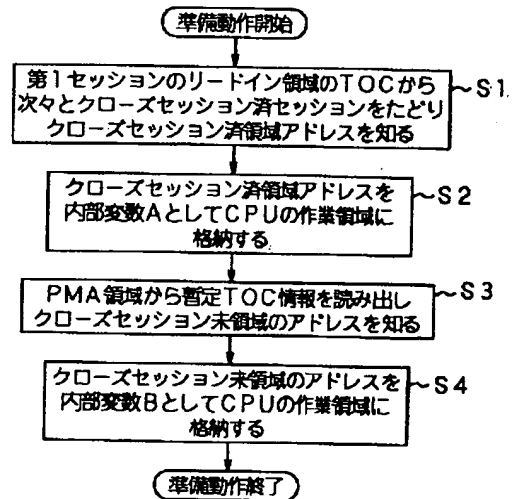 準備動作開始
第1セッションのリードイン領域のTOCから
次々とクローズセッション済セッションをたどり
クローズセッション済領域アドレスを知る
~S1
クローズセッション済領域アドレスを
内部変数AとしてCPUの作業領域に
格納する
~S2
PMA領域から暫定TOC情報を読み出し
クローズセッション未領域のアドレスを知る
~S3
クローズセッション未領域のアドレスを
内部変数BとしてCPUの作業領域に
格納する
~S4
準備動作終了